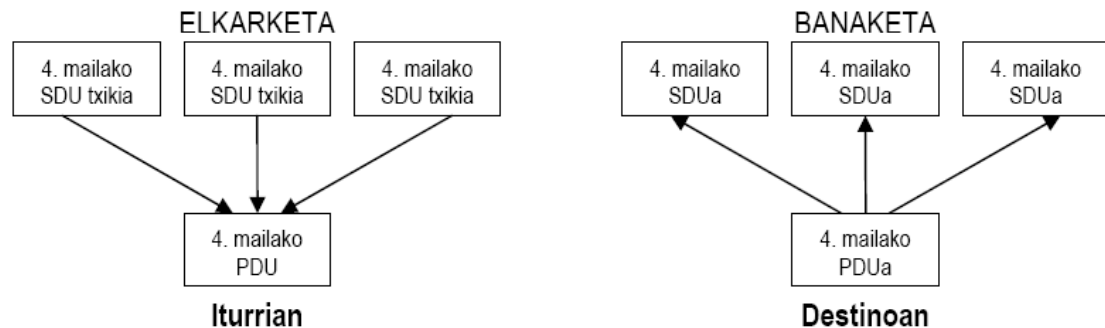 ELKARKETA
4. mailako
SDU txikia
4. mailako
SDU txikia
4. mailako
SDU txikia
4. mailako
PDU
Iturrian
BANAKETA
4. mailako
SDUa
4. mailako
SDUa
4. mailako
SDUa
4. mailako
PDUa
Destinoan